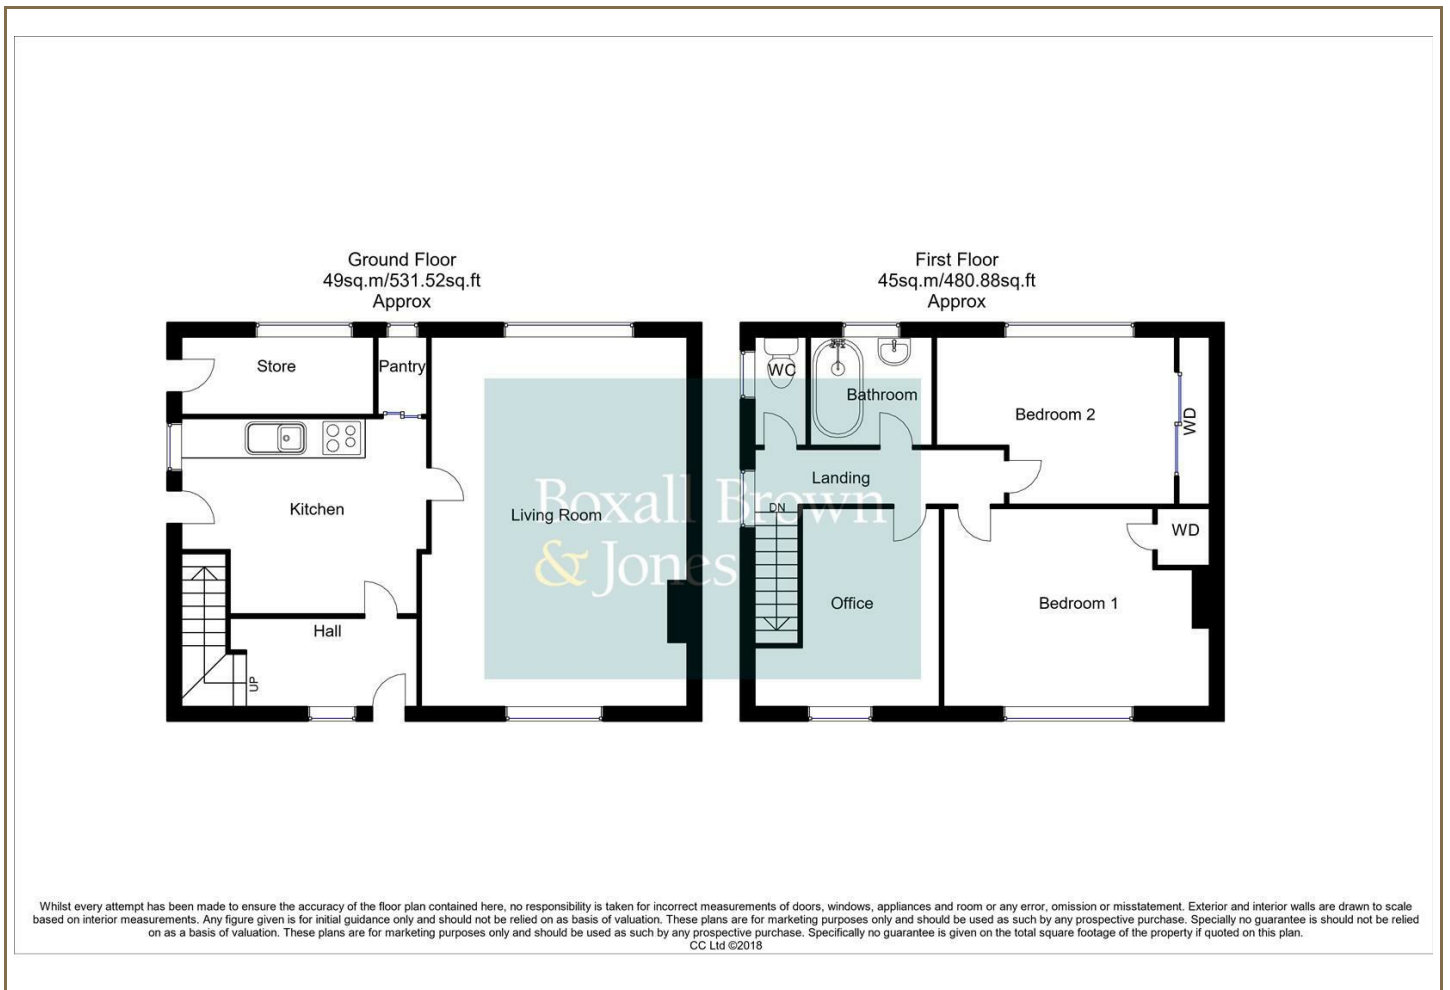 Ground Floor
49sq.m/531.52sq.ft
Approx
First Floor
45sq.m/480.88sq.ft
Approx
Store
Pantry
Kitchen
Living Room
Hall
UP
WC
Bathroom
Bedroom 2
WD
Landing
DN
WD
Office
Bedroom 1
Boxall Brown
& Jones
Whilst every attempt has been made to ensure the accuracy of the floor plan contained here, no responsibility is taken for incorrect measurements of doors, windows, appliances and room or any error, omission or misstatement. Exterior and interior walls are drawn to scale
based on interior measurements. Any figure given is for initial guidance only and should not be relied on as basis of valuation. These plans are for marketing purposes only and should be used as such by any prospective purchase. Specially no guarantee is should not be relied
on as a basis of valuation. These plans are for marketing purposes only and should be used as such by any prospective purchase. Specifically no guarantee is given on the total square footage of the property if quoted on this plan.
CC Ltd ©2018